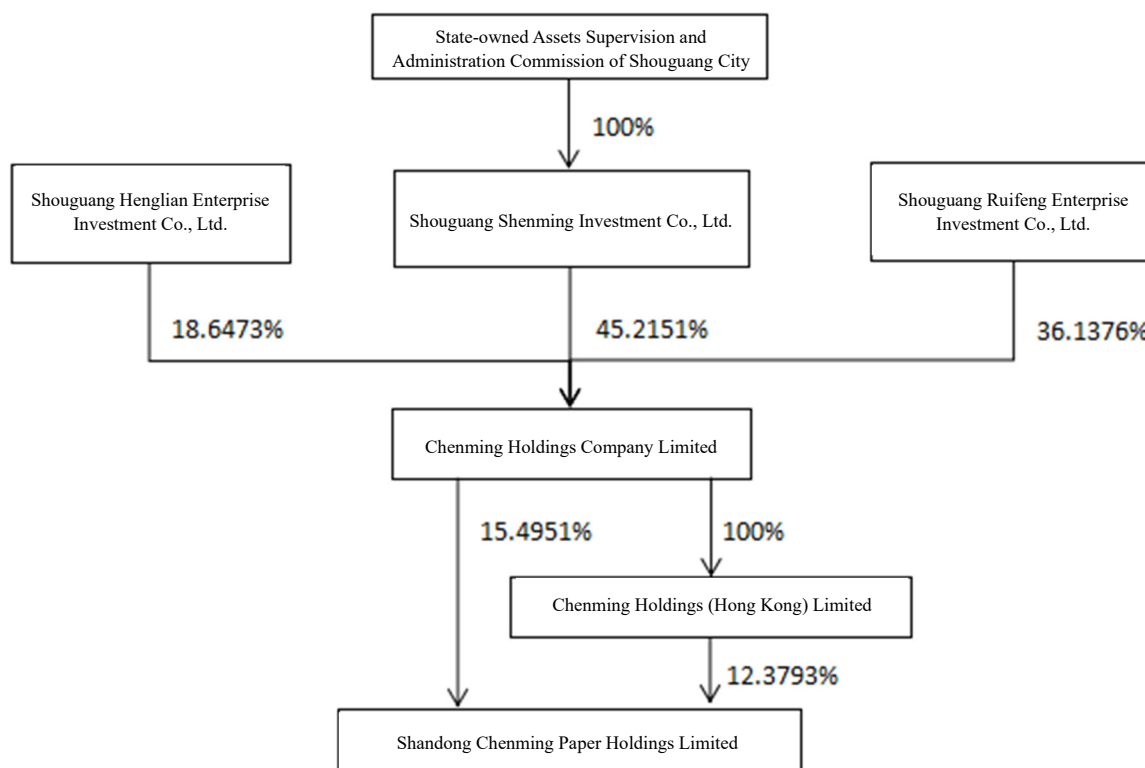 State-owned Assets Supervision and
Administration Commission of Shouguang City
100%
Shouguang Henglian Enterprise
Investment Co., Ltd.
Shouguang Shenming Investment Co., Ltd.
Shouguang Ruifeng Enterprise
Investment Co., Ltd.
18.6473%
45.2151%
36.1376%
Chenming Holdings Company Limited
15.4951%
100%
Chenming Holdings (Hong Kong) Limited
12.3793%
Shandong Chenming Paper Holdings Limited